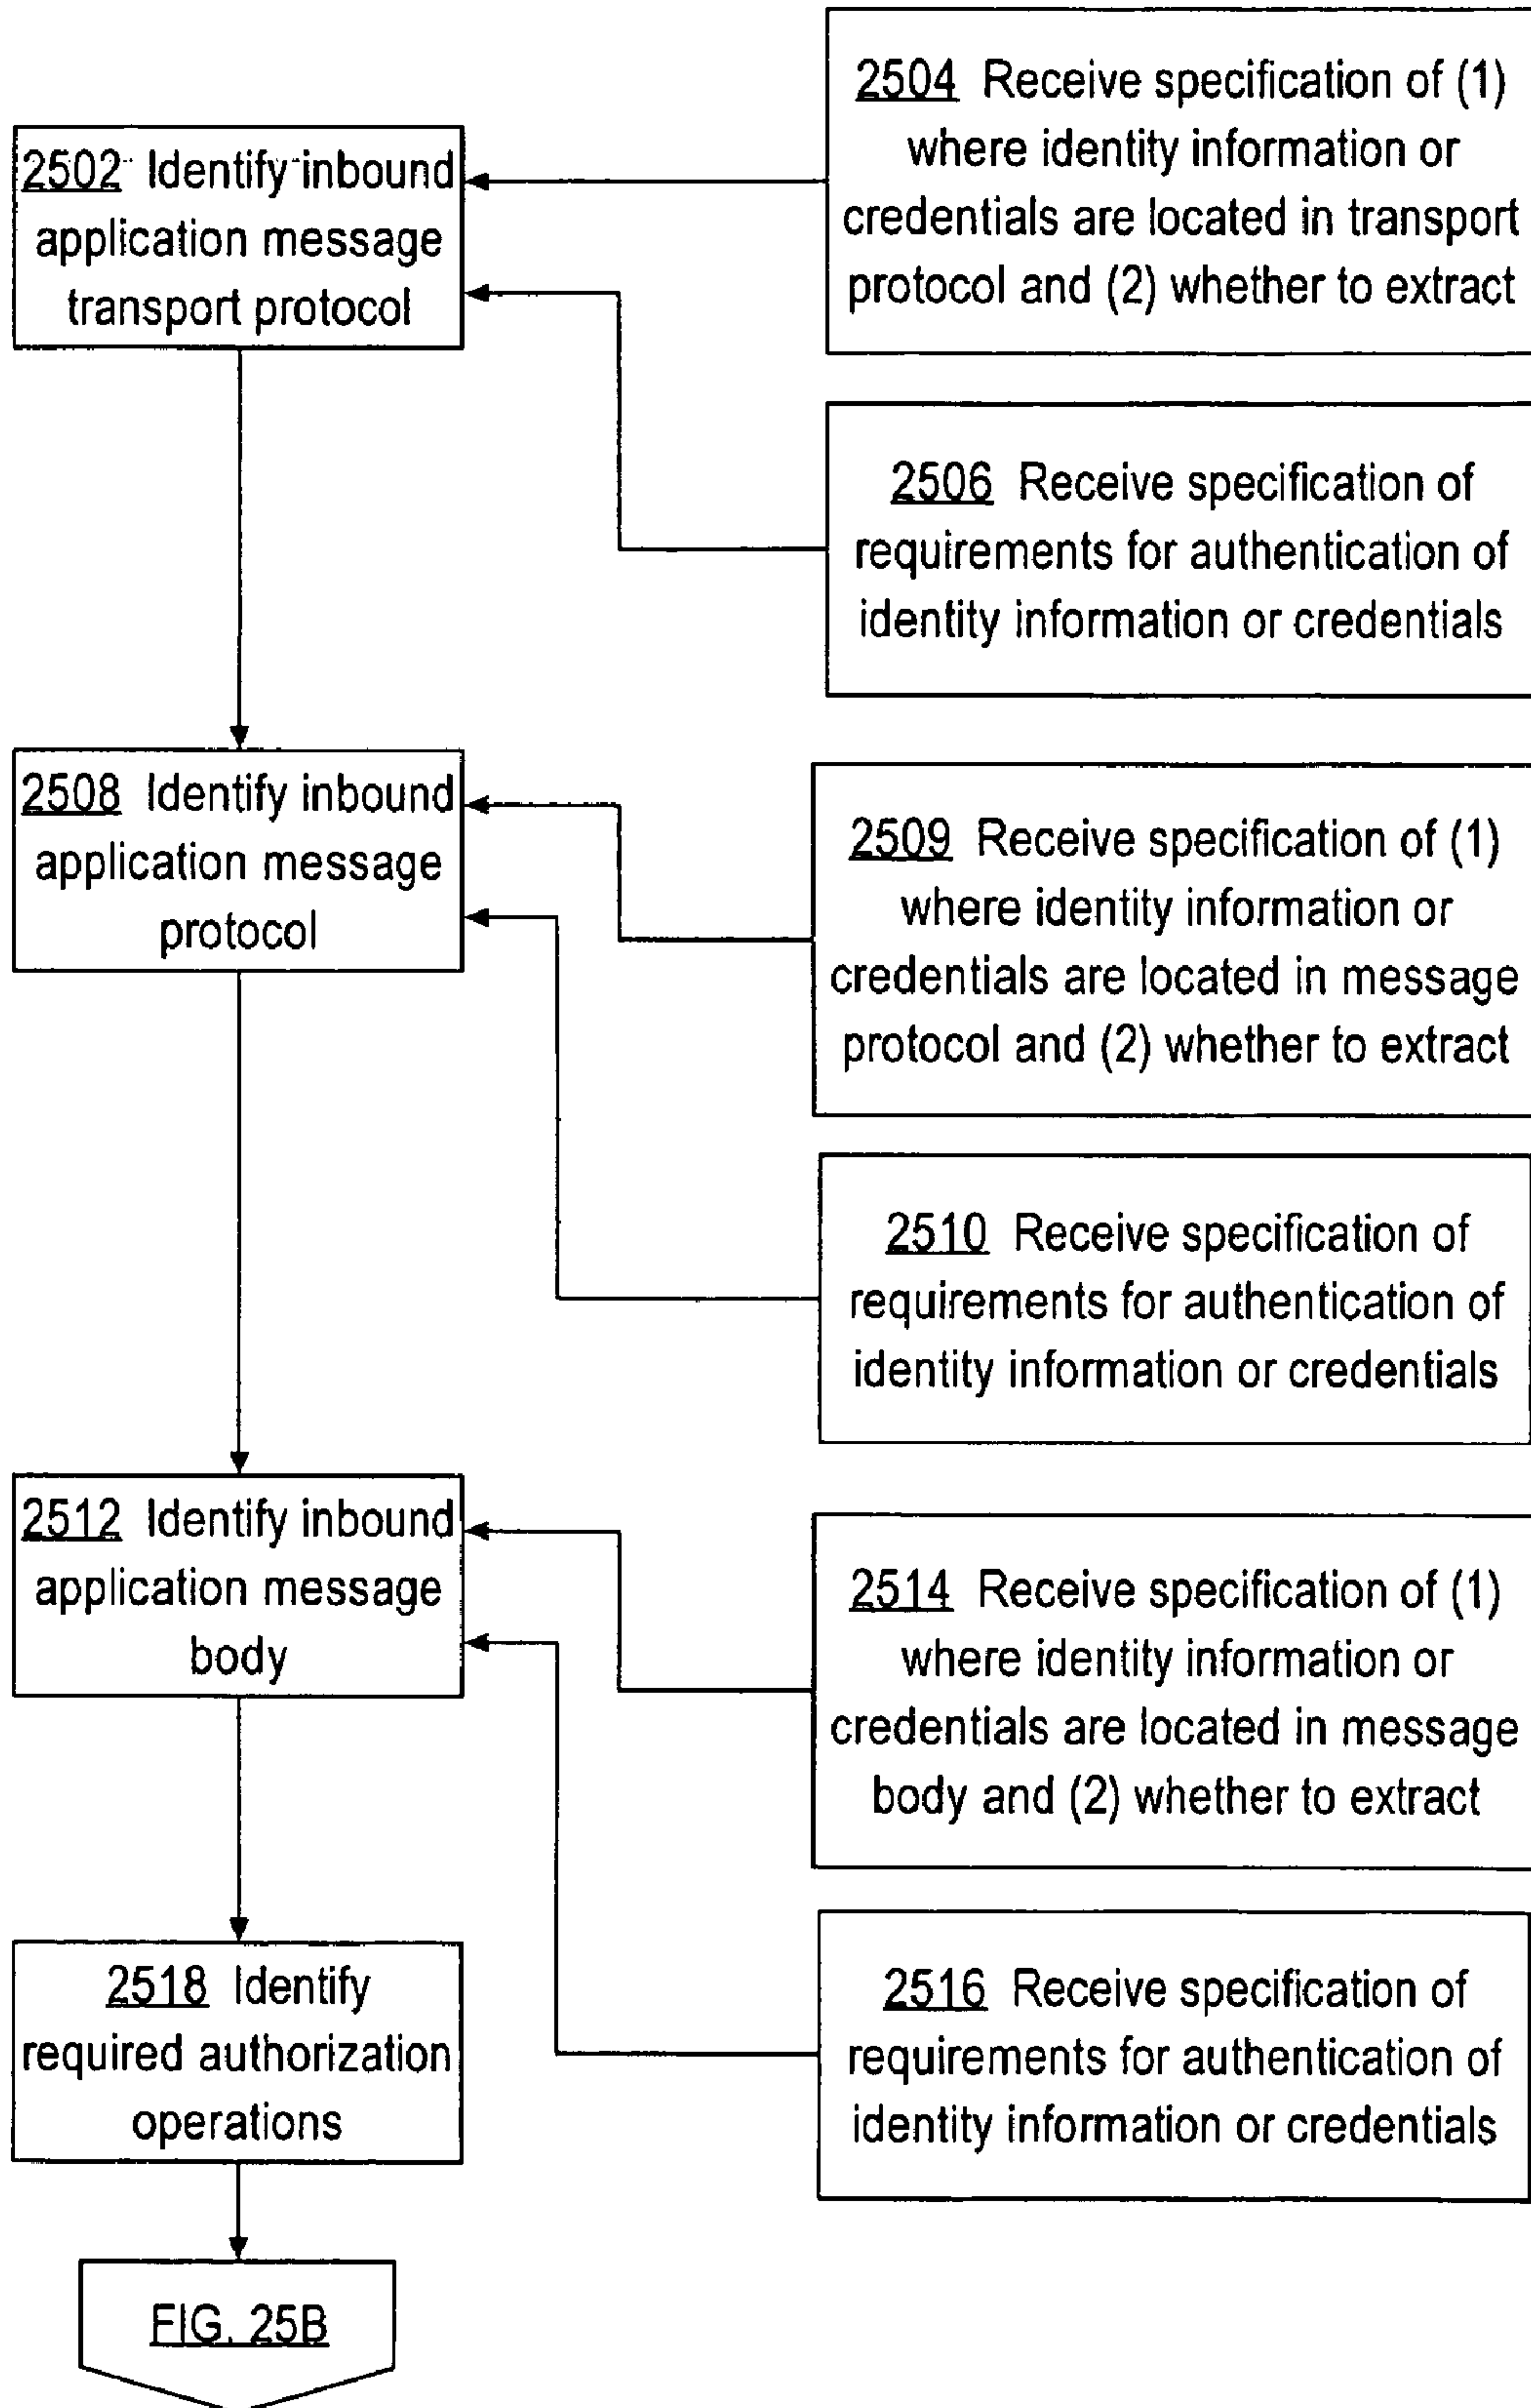 2502 Identify inbound
application message
transport protocol
2504 Receive specification of (1)
where identity information or
credentials are located in transport
protocol and (2) whether to extract
2506 Receive specification of
requirements for authentication of
identity information or credentials
2508 Identify inbound
application message
protocol
2509 Receive specification of (1)
where identity information or
credentials are located in message
protocol and (2) whether to extract
2510 Receive specification of
requirements for authentication of
identity information or credentials
2512 Identify inbound
application message
body
2514 Receive specification of (1)
where identity information or
credentials are located in message
body and (2) whether to extract
2516 Receive specification of
requirements for authentication of
identity information or credentials
2518 Identify
required authorization
operations
FIG. 25B